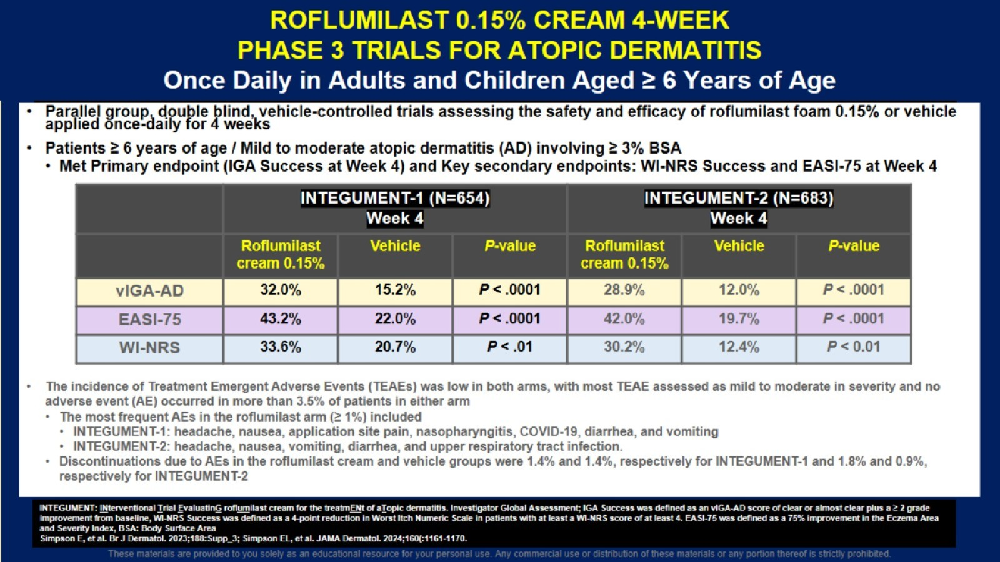 ROFLUMILAST 0.15% CREAM 4-WEEK
PHASE 3 TRIALS FOR ATOPIC DERMATITIS
Once Daily in Adults and Children Aged ≥ 6 Years of Age
• Parallel group, double blind, vehicle-controlled trials assessing the safety and efficacy of roflumilast foam 0.15% or vehicle
applied once-daily for 4 weeks
• Patients ≥ 6 years of age / Mild to moderate atopic dermatitis (AD) involving ≥ 3% BSA
• Met Primary endpoint (IGA Success at Week 4) and Key secondary endpoints: WI-NRS Success and EASI-75 at Week 4
INTEGUMENT-1 (N=654) INTEGUMENT-2 (N=683)
Week 4 Week 4
Roflumilast Vehicle P-value Roflumilast Vehicle P-value
cream 0.15% cream 0.15%
vIGA-AD 32.0% 15.2% P < .0001 28.9% 12.0% P < .0001
EASI-75 43.2% 22.0% P < .0001 42.0% 19.7% P < .0001
WI-NRS 33.6% 20.7% P < .01 30.2% 12.4% P < 0.01
• The incidence of Treatment Emergent Adverse Events (TEAEs) was low in both arms, with most TEAE assessed as mild to moderate in severity and no
adverse event (AE) occurred in more than 3.5% of patients in either arm
• The most frequent AEs in the roflumilast arm (≥ 1%) included
• INTEGUMENT-1: headache, nausea, application site pain, nasopharyngitis, COVID-19, diarrhea, and vomiting
• INTEGUMENT-2: headache, nausea, vomiting, diarrhea, and upper respiratory tract infection.
• Discontinuations due to AEs in the roflumilast cream and vehicle groups were 1.4% and 1.4%, respectively for INTEGUMENT-1 and 1.8% and 0.9%,
respectively for INTEGUMENT-2
INTEGUMENT: INterventional Trial EvaluatinG roflumilast cream for the treatmENt of aTopic dermatitis. Investigator Global Assessment; IGA Success was defined as an vIGA-AD score of clear or almost clear plus a ≥ 2 grade
improvement from baseline, WI-NRS Success was defined as a 4-point reduction in Worst Itch Numeric Scale in patients with at least a WI-NRS score of at least 4. EASI-75 was defined as a 75% improvement in the Eczema Area
and Severity Index, BSA: Body Surface Area
Simpson E, et al. Br J Dermatol. 2023;188:Supp_3; Simpson EL, et al. JAMA Dermatol. 2024;160(:1161-1170.
These materials are provided to you solely as an educational resource for your personal use. Any commercial use or distribution of these materials or any portion thereof is strictly prohibited.